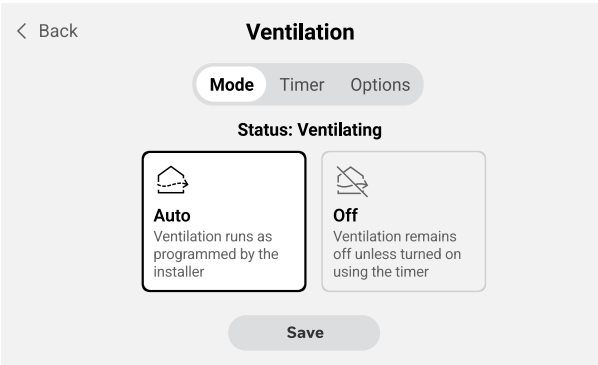 Back
Ventilation
Mode
Timer
Options
Status: Ventilating
Auto
Ventilation runs as
programmed by the
installer
Off
Ventilation remains
off unless turned on
using the timer
Save